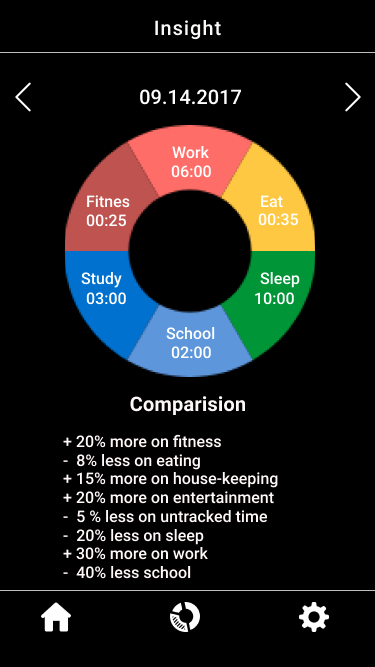 Insight
09.14.2017
Work
06:00
Fitnes
00:25
Eat
00:35
Study
03:00
Sleep
10:00
School
02:00
Comparision
+ 20% more on fitness
- 8% less on eating
+ 15% more on house-keeping
+ 20% more on entertainment
- 5 % less on untracked time
- 20% less on sleep
+ 30% more on work
- 40% less school